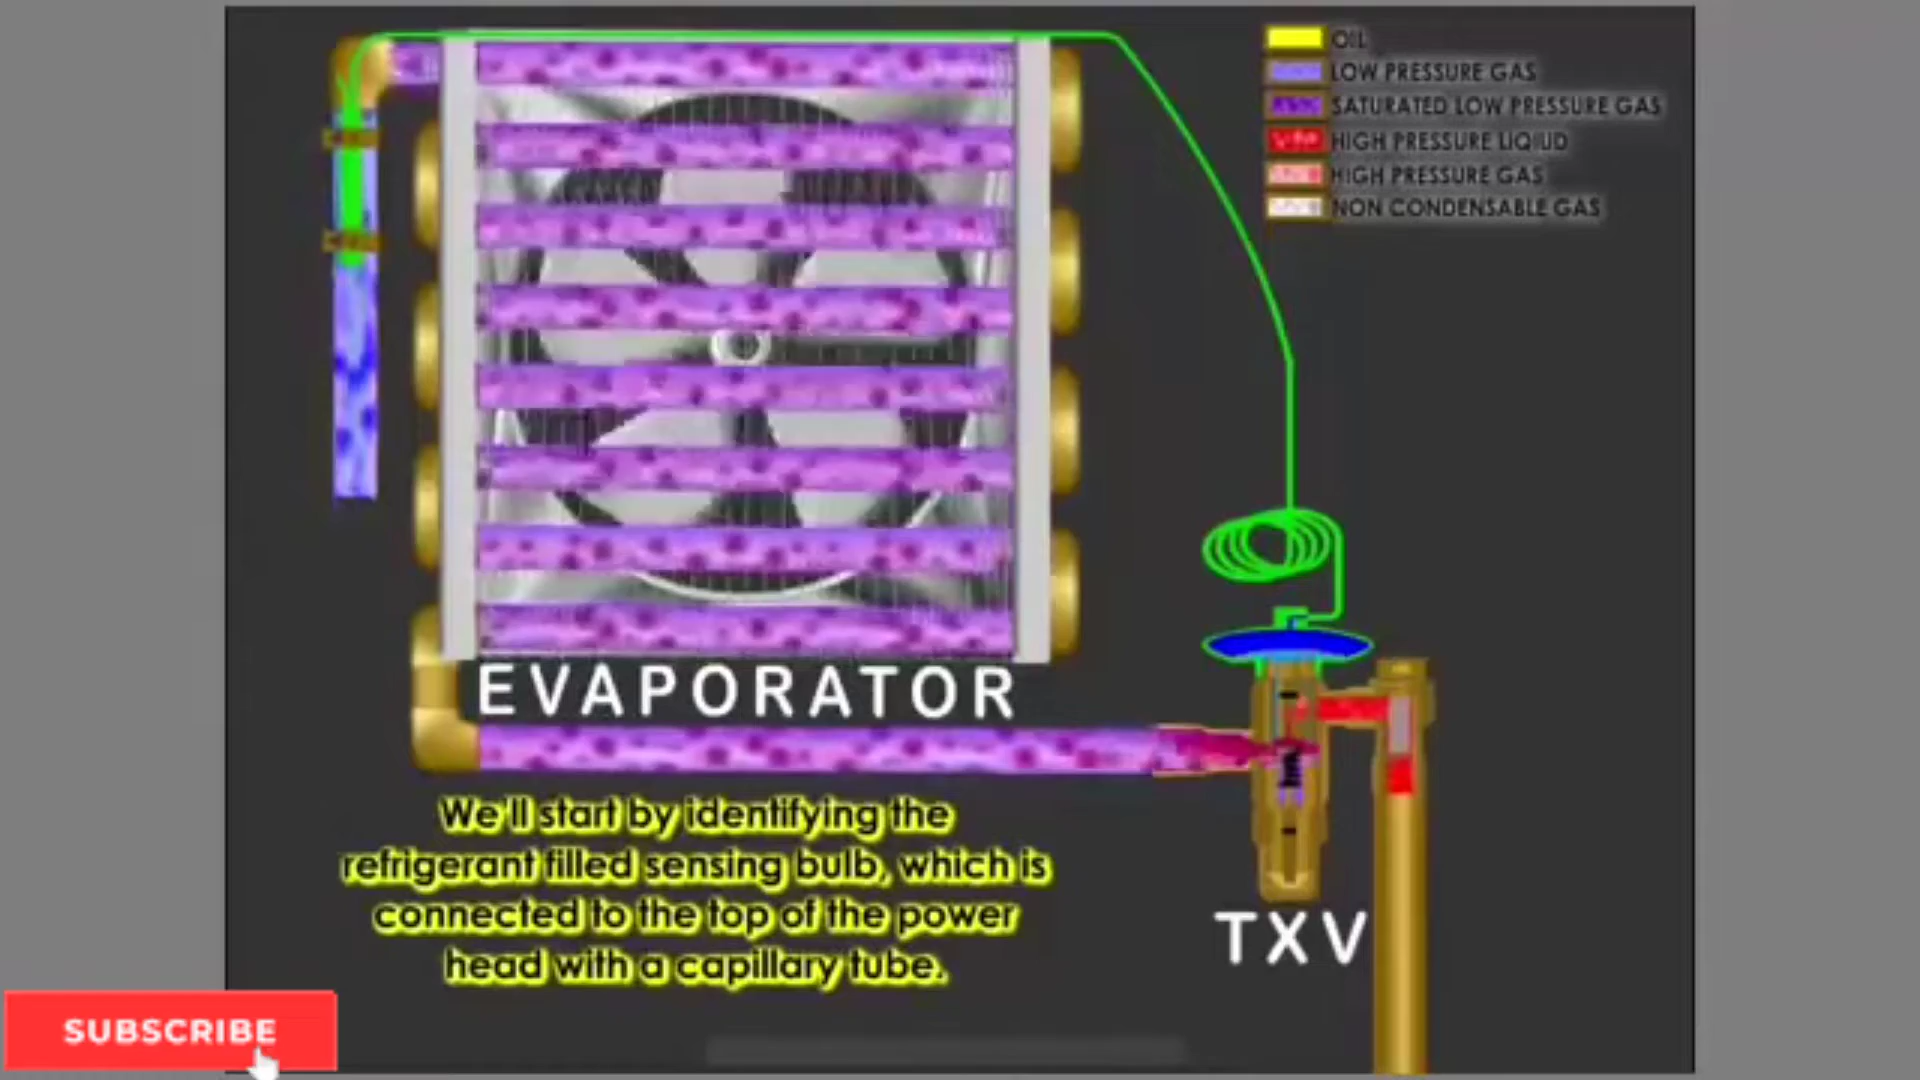 OIL
LOW PRESSURE GAS
SATURATED LOW PRESSURE GAS
HIGH PRESSURE LIQIUD
HIGH PRESSURE GAS
NON CONDENSABLE GAS
EVAPORATOR
We'll start by identifying the
refrigerant filled sensing bulb, which is
connected to the top of the power
head with a capillary tube.
TXV
SUBSCRIBE